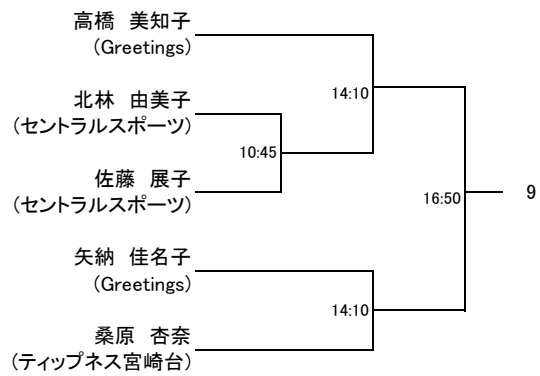 高橋　美知子
(Greetings)
14:10
北林　由美子
(セントラルスポーツ)
10:45
佐藤　展子
(セントラルスポーツ)
16:50
9
矢納　佳名子
(Greetings)
14:10
桑原　杏奈
(ティップネス宮崎台)